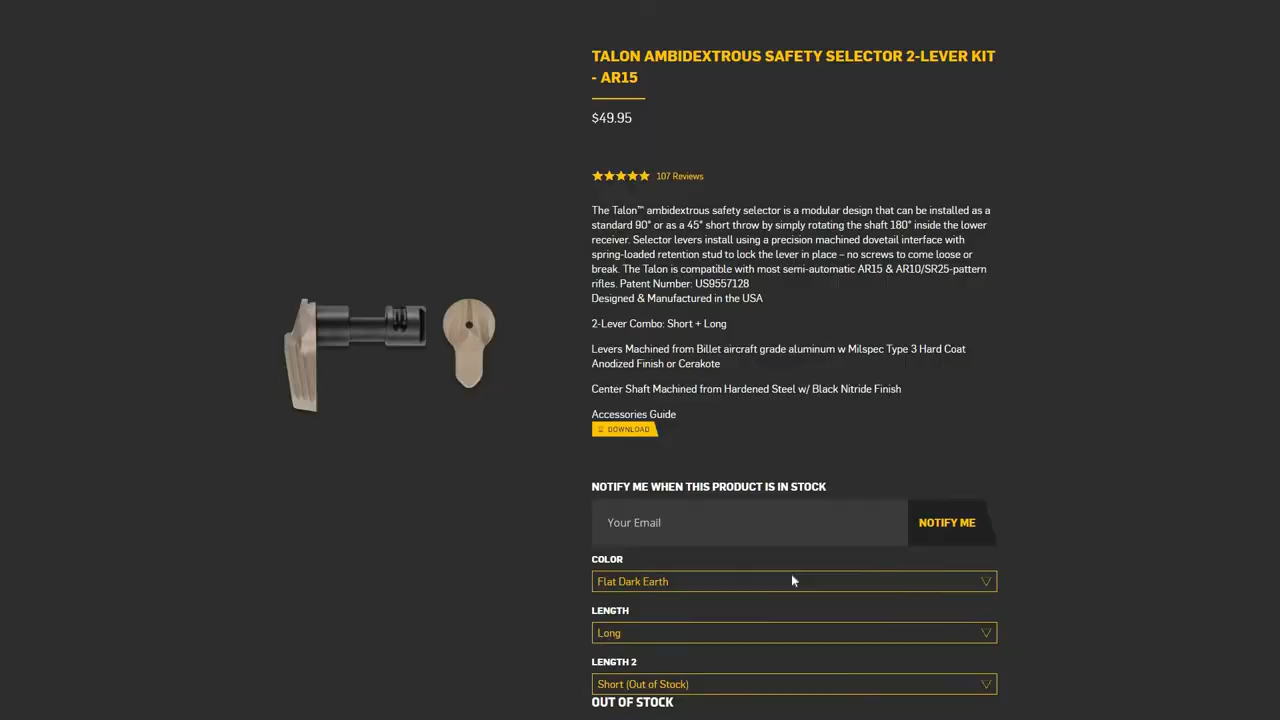 TALON AMBIDEXTROUS SAFETY SELECTOR 2-LEVER KIT
- AR15
$49.95
107 Reviews
The Talon™ ambidextrous safety selector is a modular design that can be installed as a
standard 90° or as a 45° short throw by simply rotating the shaft 180° inside the lower
receiver. Selector levers install using a precision machined dovetail interface with
spring-loaded retention stud to lock the lever in place – no screws to come loose or
break. The Talon is compatible with most semi-automatic AR15 & AR10/SR25-pattern
rifles. Patent Number: US9557128
Designed & Manufactured in the USA
2-Lever Combo: Short + Long
Levers Machined from Billet aircraft grade aluminum w Milspec Type 3 Hard Coat
Anodized Finish or Cerakote
Center Shaft Machined from Hardened Steel w/ Black Nitride Finish
Accessories Guide
DOWNLOAD
NOTIFY ME WHEN THIS PRODUCT IS IN STOCK
Your Email
NOTIFY ME
COLOR
Flat Dark Earth
LENGTH
Long
LENGTH 2
Short (Out of Stock)
OUT OF STOCK